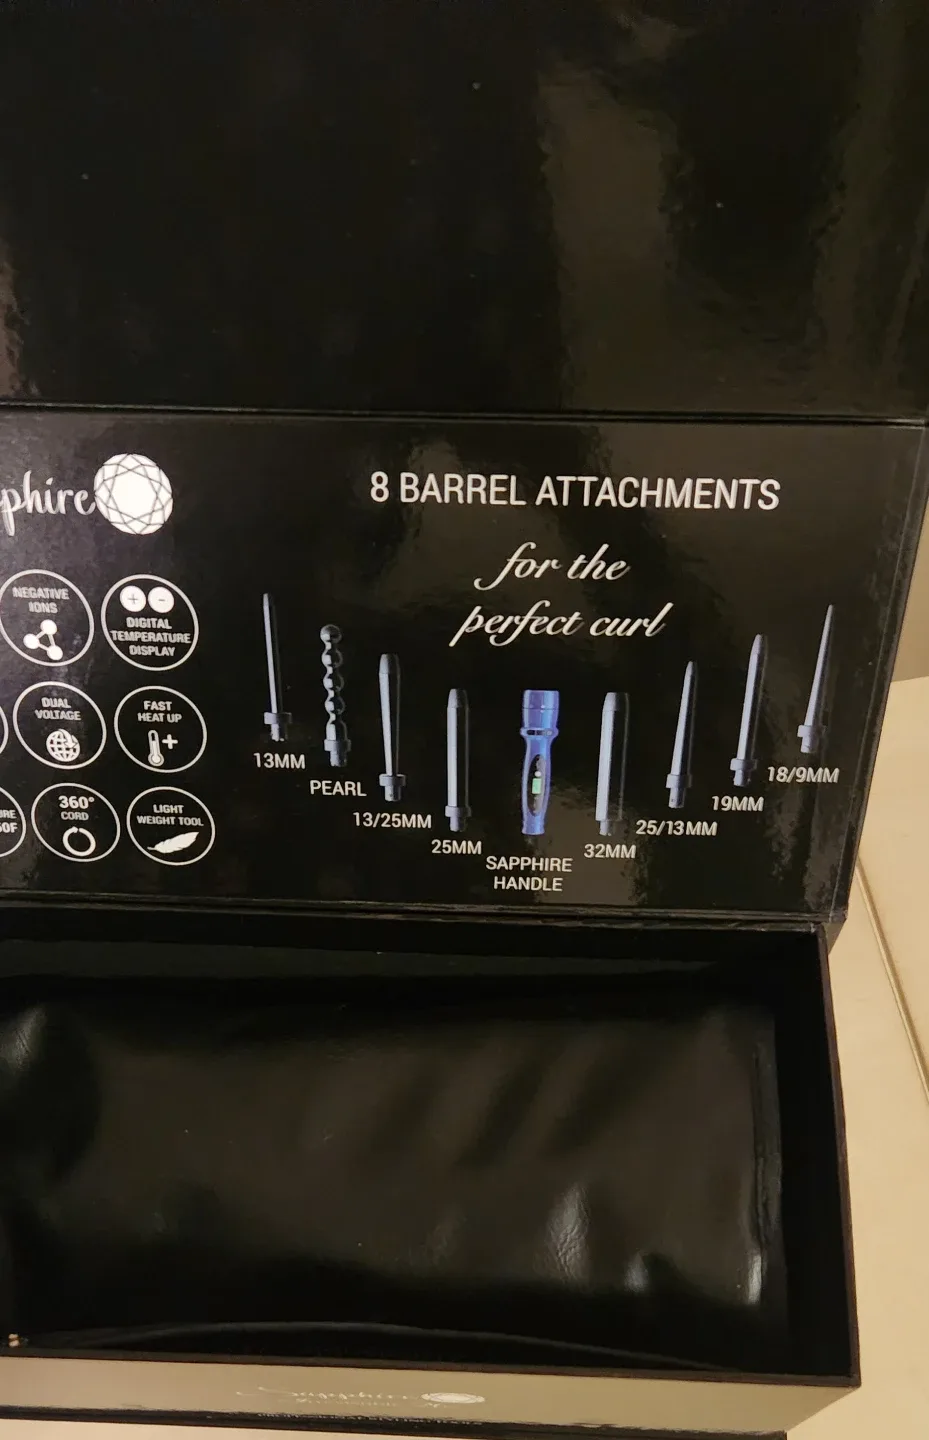 phire
8 BARREL ATTACHMENTS
for the
perfect curl
NEGATIVE
IONS
+ -
DIGITAL
TEMPERATURE
DISPLAY
DUAL
VOLTAGE
FAST
HEAT UP
+
360°
CORD
LIGHT
WEIGHT TOOL
13MM
PEARL
13/25MM
25MM
SAPPHIRE
HANDLE
32MM
25/13MM
19MM
18/9MM
Sapphire